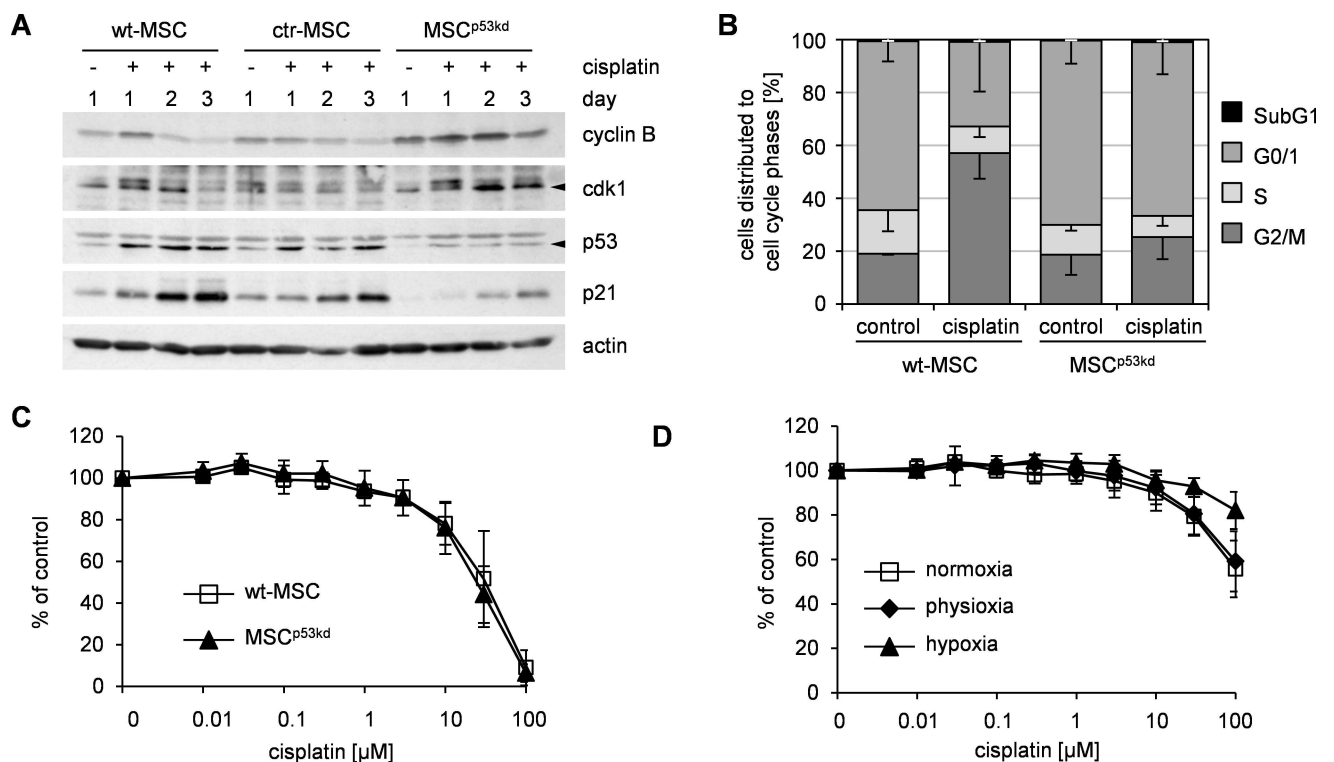 A
wt-MSC ctr-MSC MSCp53kd
- + + + - + + + - + + + cisplatin
1 1 2 3 1 1 2 3 1 1 2 3 day
cyclin B
cdk1
p53
p21
actin
B
cells distributed to
cell cycle phases [%]
100
80
60
40
20
0
control cisplatin control cisplatin
wt-MSC MSCp53kd
SubG1
G0/1
S
G2/M
C
% of control
120
100
80
60
40
20
0
wt-MSC
MSCp53kd
0 0.01 0.1 1 10 100
cisplatin [µM]
D
% of control
120
100
80
60
40
20
0
normoxia
physioxia
hypoxia
0 0.01 0.1 1 10 100
cisplatin [µM]